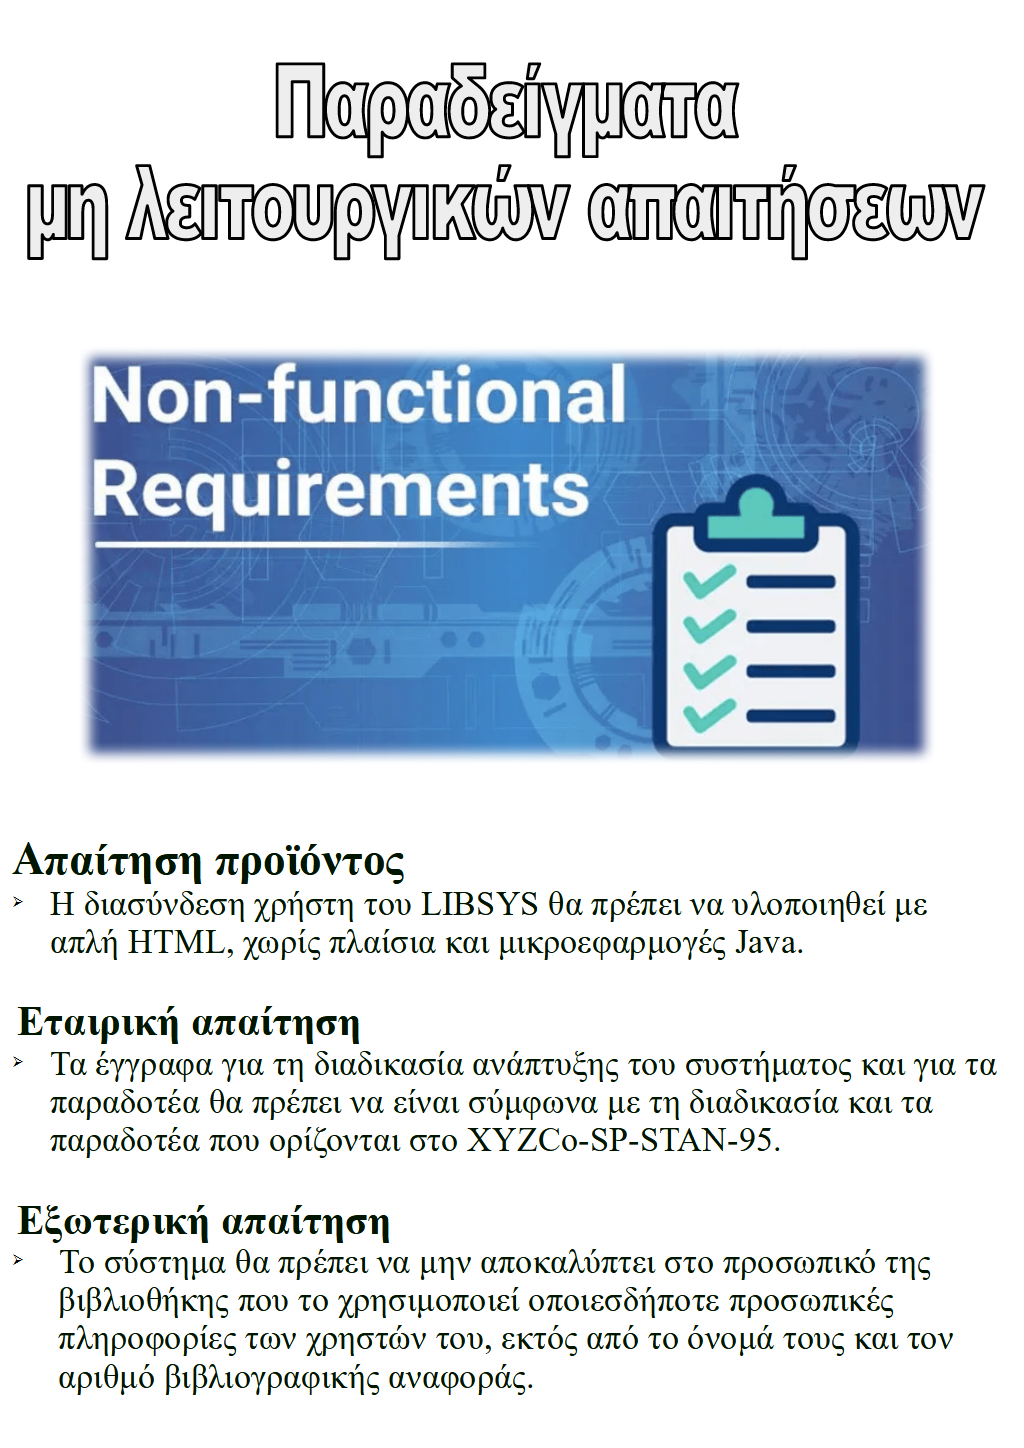 Παραδείγματα
μη λειτουργικών απαιτήσεων
Non-functional
Requirements
Απαίτηση προϊόντος
➢ Η διασύνδεση χρήστη του LIBSYS θα πρέπει να υλοποιηθεί με
απλή HTML, χωρίς πλαίσια και μικροεφαρμογές Java.
Εταιρική απαίτηση
➢ Τα έγγραφα για τη διαδικασία ανάπτυξης του συστήματος και για τα
παραδοτέα θα πρέπει να είναι σύμφωνα με τη διαδικασία και τα
παραδοτέα που ορίζονται στο XYZCo-SP-STAN-95.
Εξωτερική απαίτηση
➢ Το σύστημα θα πρέπει να μην αποκαλύπτει στο προσωπικό της
βιβλιοθήκης που το χρησιμοποιεί οποιεσδήποτε προσωπικές
πληροφορίες των χρηστών του, εκτός από το όνομά τους και τον
αριθμό βιβλιογραφικής αναφοράς.